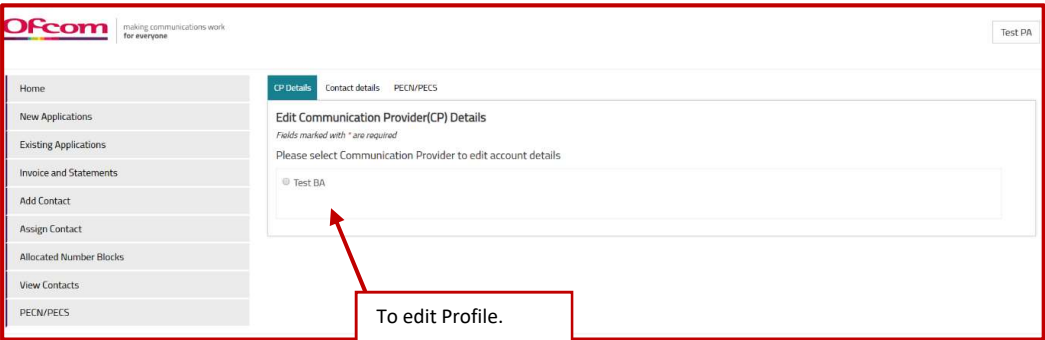 Ofcom
making communications work
for everyone
Test PA
Home
New Applications
Existing Applications
Invoice and Statements
Add Contact
Assign Contact
Allocated Number Blocks
View Contacts
PECN/PECS
CP Details Contact details PECN/PECS
Edit Communication Provider(CP) Details
Fields marked with * are required
Please select Communication Provider to edit account details
Test BA
To edit Profile.